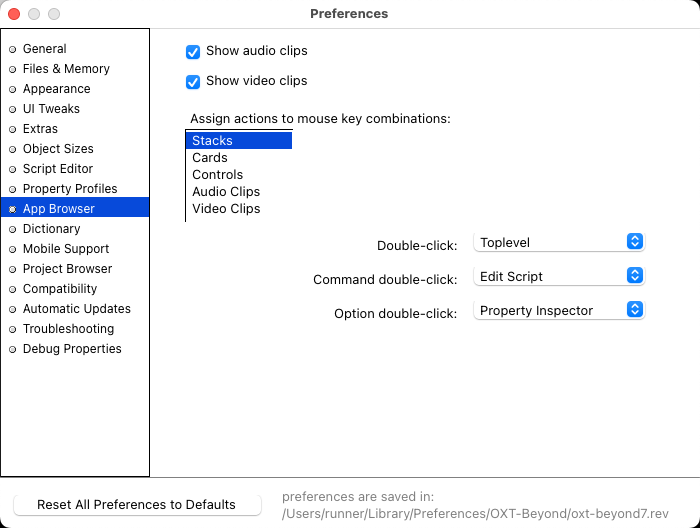 Preferences
General
Files & Memory
Appearance
UI Tweaks
Extras
Object Sizes
Script Editor
Property Profiles
App Browser
Dictionary
Mobile Support
Project Browser
Compatibility
Automatic Updates
Troubleshooting
Debug Properties
Show audio clips
Show video clips
Assign actions to mouse key combinations:
Stacks
Cards
Controls
Audio Clips
Video Clips
Double-click: Toplevel
Command double-click: Edit Script
Option double-click: Property Inspector
Reset All Preferences to Defaults
preferences are saved in:
/Users/runner/Library/Preferences/OXT-Beyond/oxt-beyond7.rev